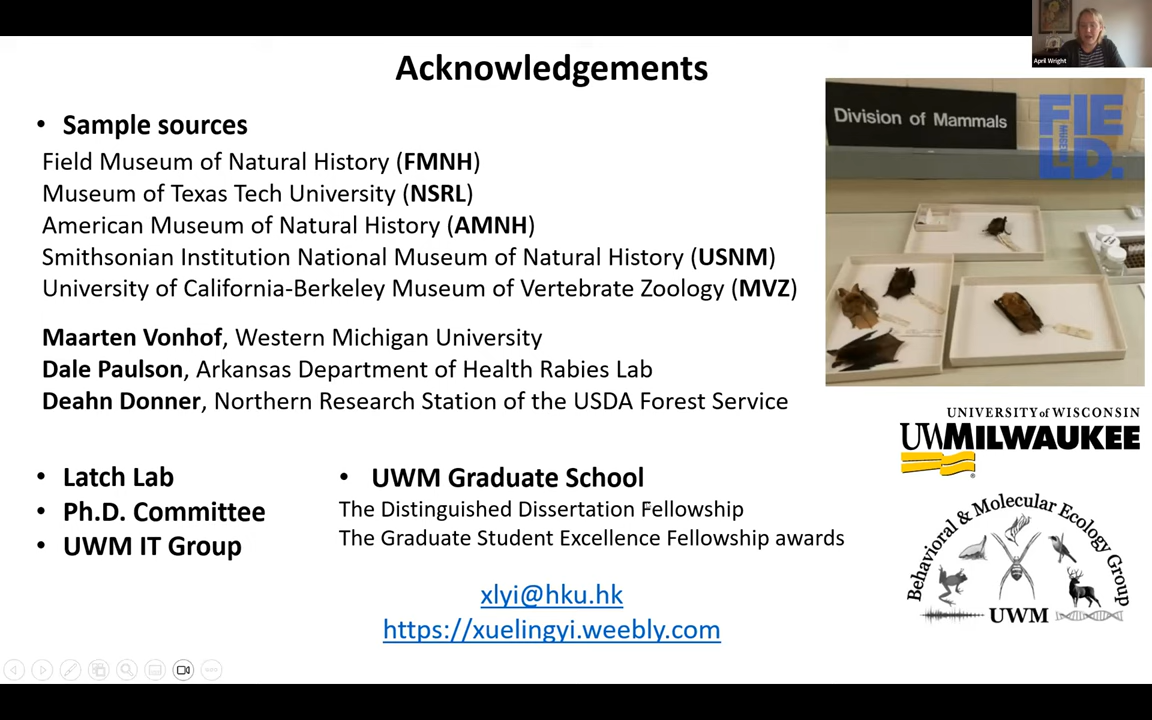 April Wright
Acknowledgements
• Sample sources
Field Museum of Natural History (FMNH)
Museum of Texas Tech University (NSRL)
American Museum of Natural History (AMNH)
Smithsonian Institution National Museum of Natural History (USNM)
University of California-Berkeley Museum of Vertebrate Zoology (MVZ)
Maarten Vonhof, Western Michigan University
Dale Paulson, Arkansas Department of Health Rabies Lab
Deahn Donner, Northern Research Station of the USDA Forest Service
• Latch Lab
• Ph.D. Committee
• UWM IT Group
• UWM Graduate School
The Distinguished Dissertation Fellowship
The Graduate Student Excellence Fellowship awards
xlyi@hku.hk
https://xuelingyi.weebly.com
Division of Mammals
FIELD.
MUSEUM
UNIVERSITY of WISCONSIN
UWMILWAUKEE
Behavioral & Molecular Ecology Group
UWM